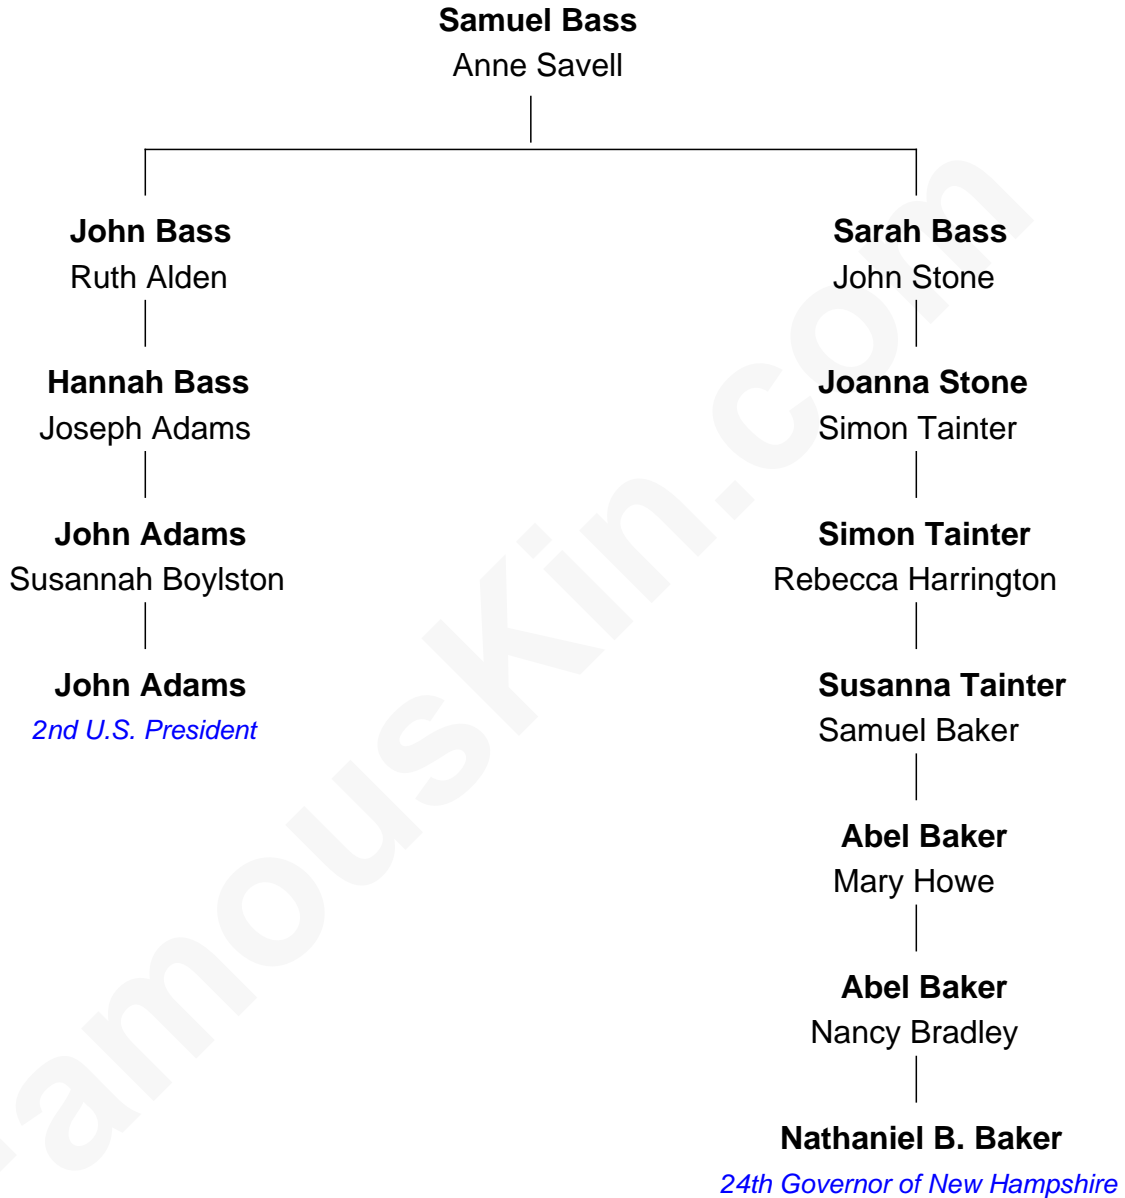 Samuel Bass
Anne Savell
John Bass
Ruth Alden
Sarah Bass
John Stone
Hannah Bass
Joseph Adams
Joanna Stone
Simon Tainter
John Adams
Susannah Boylston
Simon Tainter
Rebecca Harrington
John Adams
2nd U.S. President
Susanna Tainter
Samuel Baker
Abel Baker
Mary Howe
Abel Baker
Nancy Bradley
Nathaniel B. Baker
24th Governor of New Hampshire
FamousKin.com